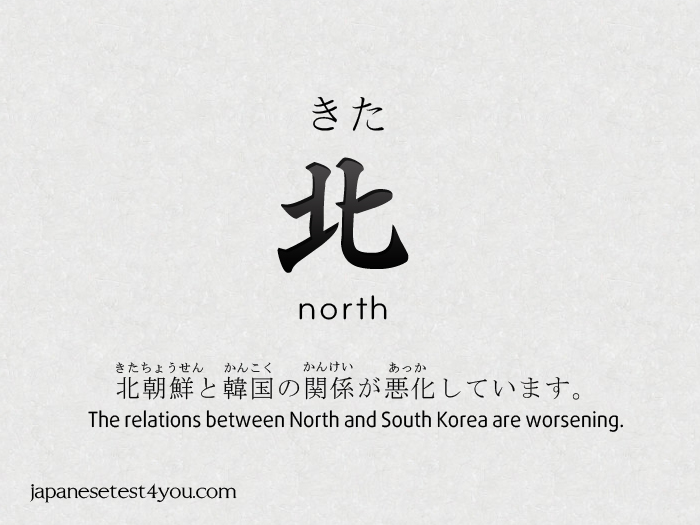 きた
北
north
きたちょうせん かんこく かんけい あっか
北朝鮮と韓国の関係が悪化しています。
The relations between North and South Korea are worsening.
japanesetest4you.com